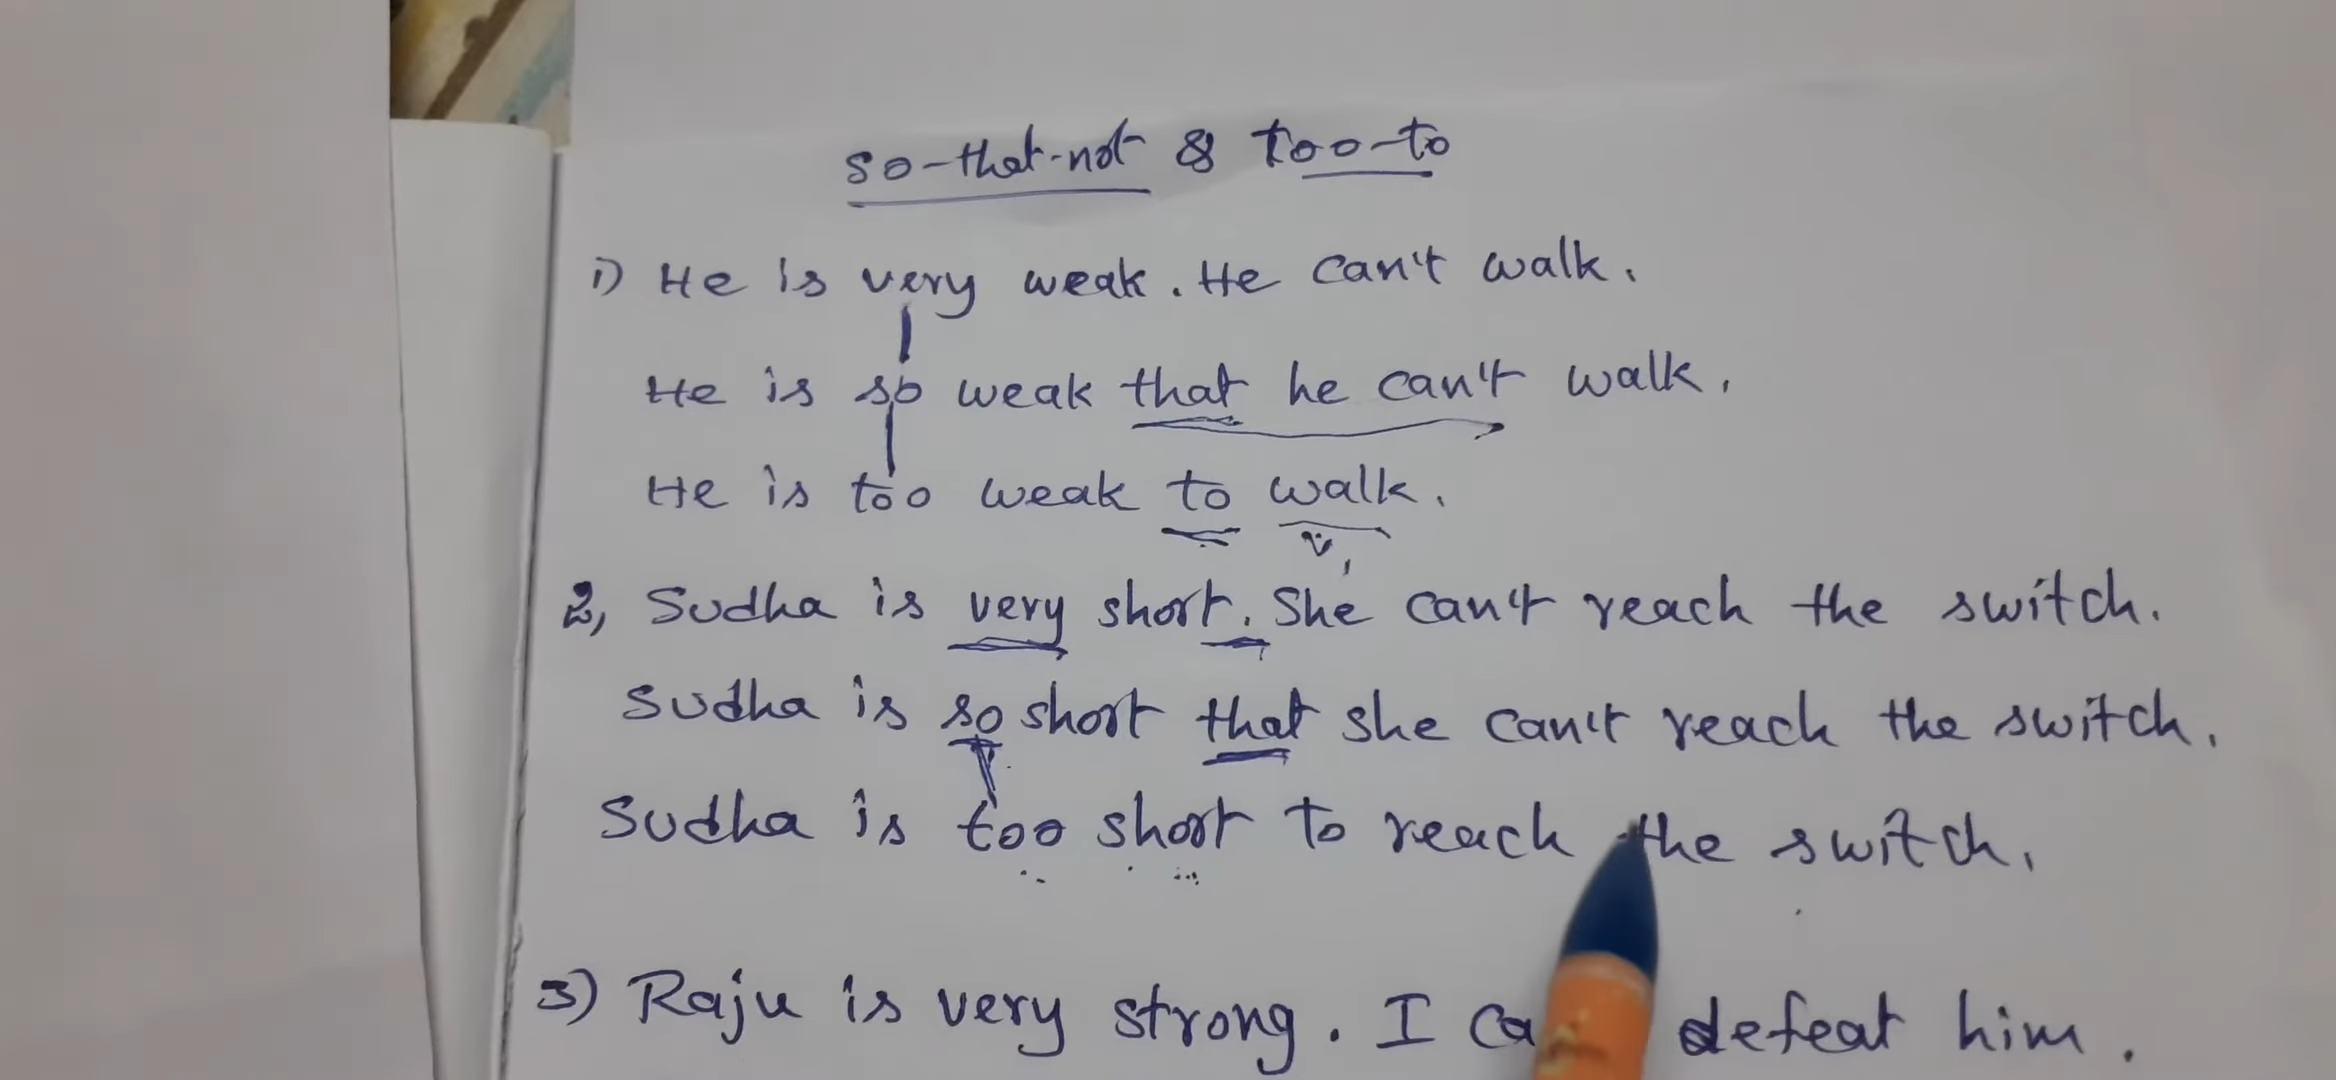 so-that-not & too-to
1) He is very weak. He can't walk.
He is so weak that he can't walk.
He is too weak to walk.
V1
2, Sudha is very short. She can't reach the switch.
Sudha is so short that she can't reach the switch.
Sudha is too short to reach the switch.
3) Raju is very strong. I defeat him.